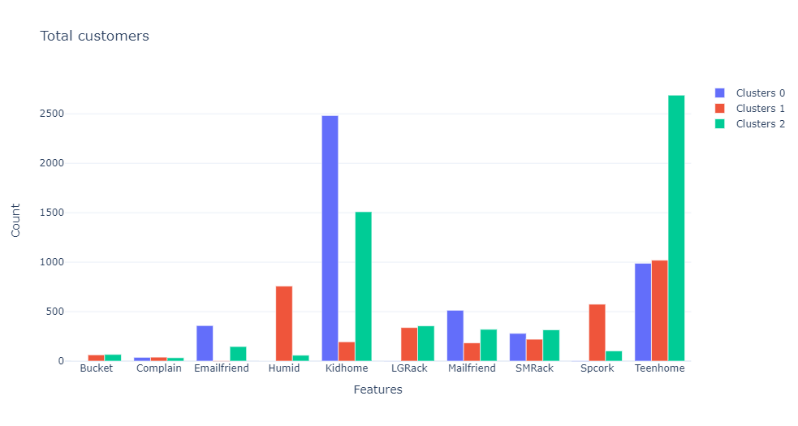 Total customers
Clusters 0
Clusters 1
Clusters 2
2500
2000
1500
1000
500
0
Count
Bucket Complain Emailfriend Humid Kidhome LGRack Mailfriend SMRack Spcork Teenhome
Features